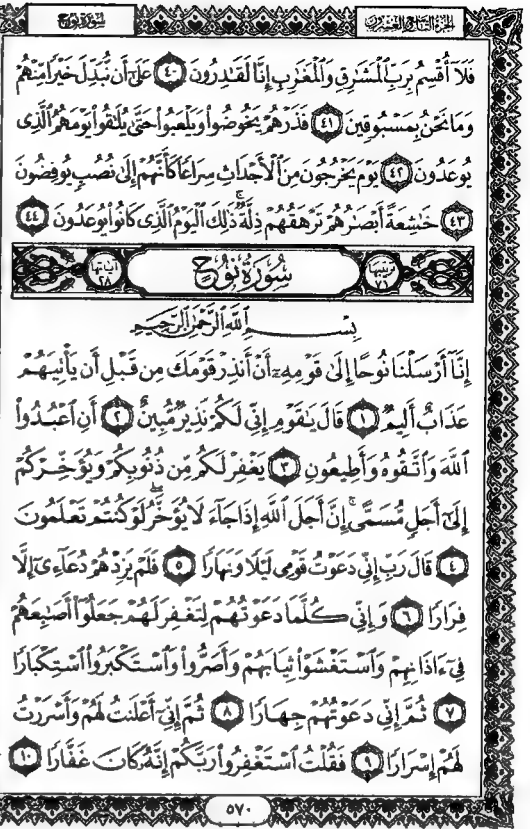 الجزء التاسع والعشرون
سورة نوح
فَلَآ أُقْسِمُ بِرَبِّ ٱلْمَشَٰرِقِ وَٱلْمَغَٰرِبِ إِنَّا لَقَٰدِرُونَ ٤٠ عَلَىٰٓ أَن نُّبَدِّلَ خَيْرًا مِّنْهُمْ
وَمَا نَحْنُ بِمَسْبُوقِينَ ٤١ فَذَرْهُمْ يَخُوضُوا۟ وَيَلْعَبُوا۟ حَتَّىٰ يُلَٰقُوا۟ يَوْمَهُمُ ٱلَّذِى
يُوعَدُونَ ٤٢ يَوْمَ يَخْرُجُونَ مِنَ ٱلْأَجْدَاثِ سِرَاعًا كَأَنَّهُمْ إِلَىٰ نُصُبٍ يُوفِضُونَ
٤٣ خَٰشِعَةً أَبْصَٰرُهُمْ تَرْهَقُهُمْ ذِلَّةٌ ۚ ذَٰلِكَ ٱلْيَوْمُ ٱلَّذِى كَانُوا۟ يُوعَدُونَ ٤٤
ترتيبها ٧١ سُورَةُ نُوحٍ آياتها ٢٨
بِسْمِ ٱللَّهِ ٱلرَّحْمَٰنِ ٱلرَّحِيمِ
إِنَّآ أَرْسَلْنَا نُوحًا إِلَىٰ قَوْمِهِۦٓ أَنْ أَنذِرْ قَوْمَكَ مِن قَبْلِ أَن يَأْتِيَهُمْ
عَذَابٌ أَلِيمٌ ١ قَالَ يَٰقَوْمِ إِنِّى لَكُمْ نَذِيرٌ مُّبِينٌ ٢ أَنِ ٱعْبُدُوا۟
ٱللَّهَ وَٱتَّقُوهُ وَأَطِيعُونِ ٣ يَغْفِرْ لَكُم مِّن ذُنُوبِكُمْ وَيُؤَخِّرْكُمْ
إِلَىٰٓ أَجَلٍ مُّسَمًّى ۚ إِنَّ أَجَلَ ٱللَّهِ إِذَا جَآءَ لَا يُؤَخَّرُ ۖ لَوْ كُنتُمْ تَعْلَمُونَ
٤ قَالَ رَبِّ إِنِّى دَعَوْتُ قَوْمِى لَيْلًا وَنَهَارًا ٥ فَلَمْ يَزِدْهُمْ دُعَآءِىٓ إِلَّا
فِرَارًا ٦ وَإِنِّى كُلَّمَا دَعَوْتُهُمْ لِتَغْفِرَ لَهُمْ جَعَلُوٓا۟ أَصَٰبِعَهُمْ
فِىٓ ءَاذَانِهِمْ وَٱسْتَغْشَوْا۟ ثِيَابَهُمْ وَأَصَرُّوا۟ وَٱسْتَكْبَرُوا۟ ٱسْتِكْبَارًا
٧ ثُمَّ إِنِّى دَعَوْتُهُمْ جِهَارًا ٨ ثُمَّ إِنِّىٓ أَعْلَنتُ لَهُمْ وَأَسْرَرْتُ
لَهُمْ إِسْرَارًا ٩ فَقُلْتُ ٱسْتَغْفِرُوا۟ رَبَّكُمْ إِنَّهُۥ كَانَ غَفَّارًا ١٠
٥٧٠